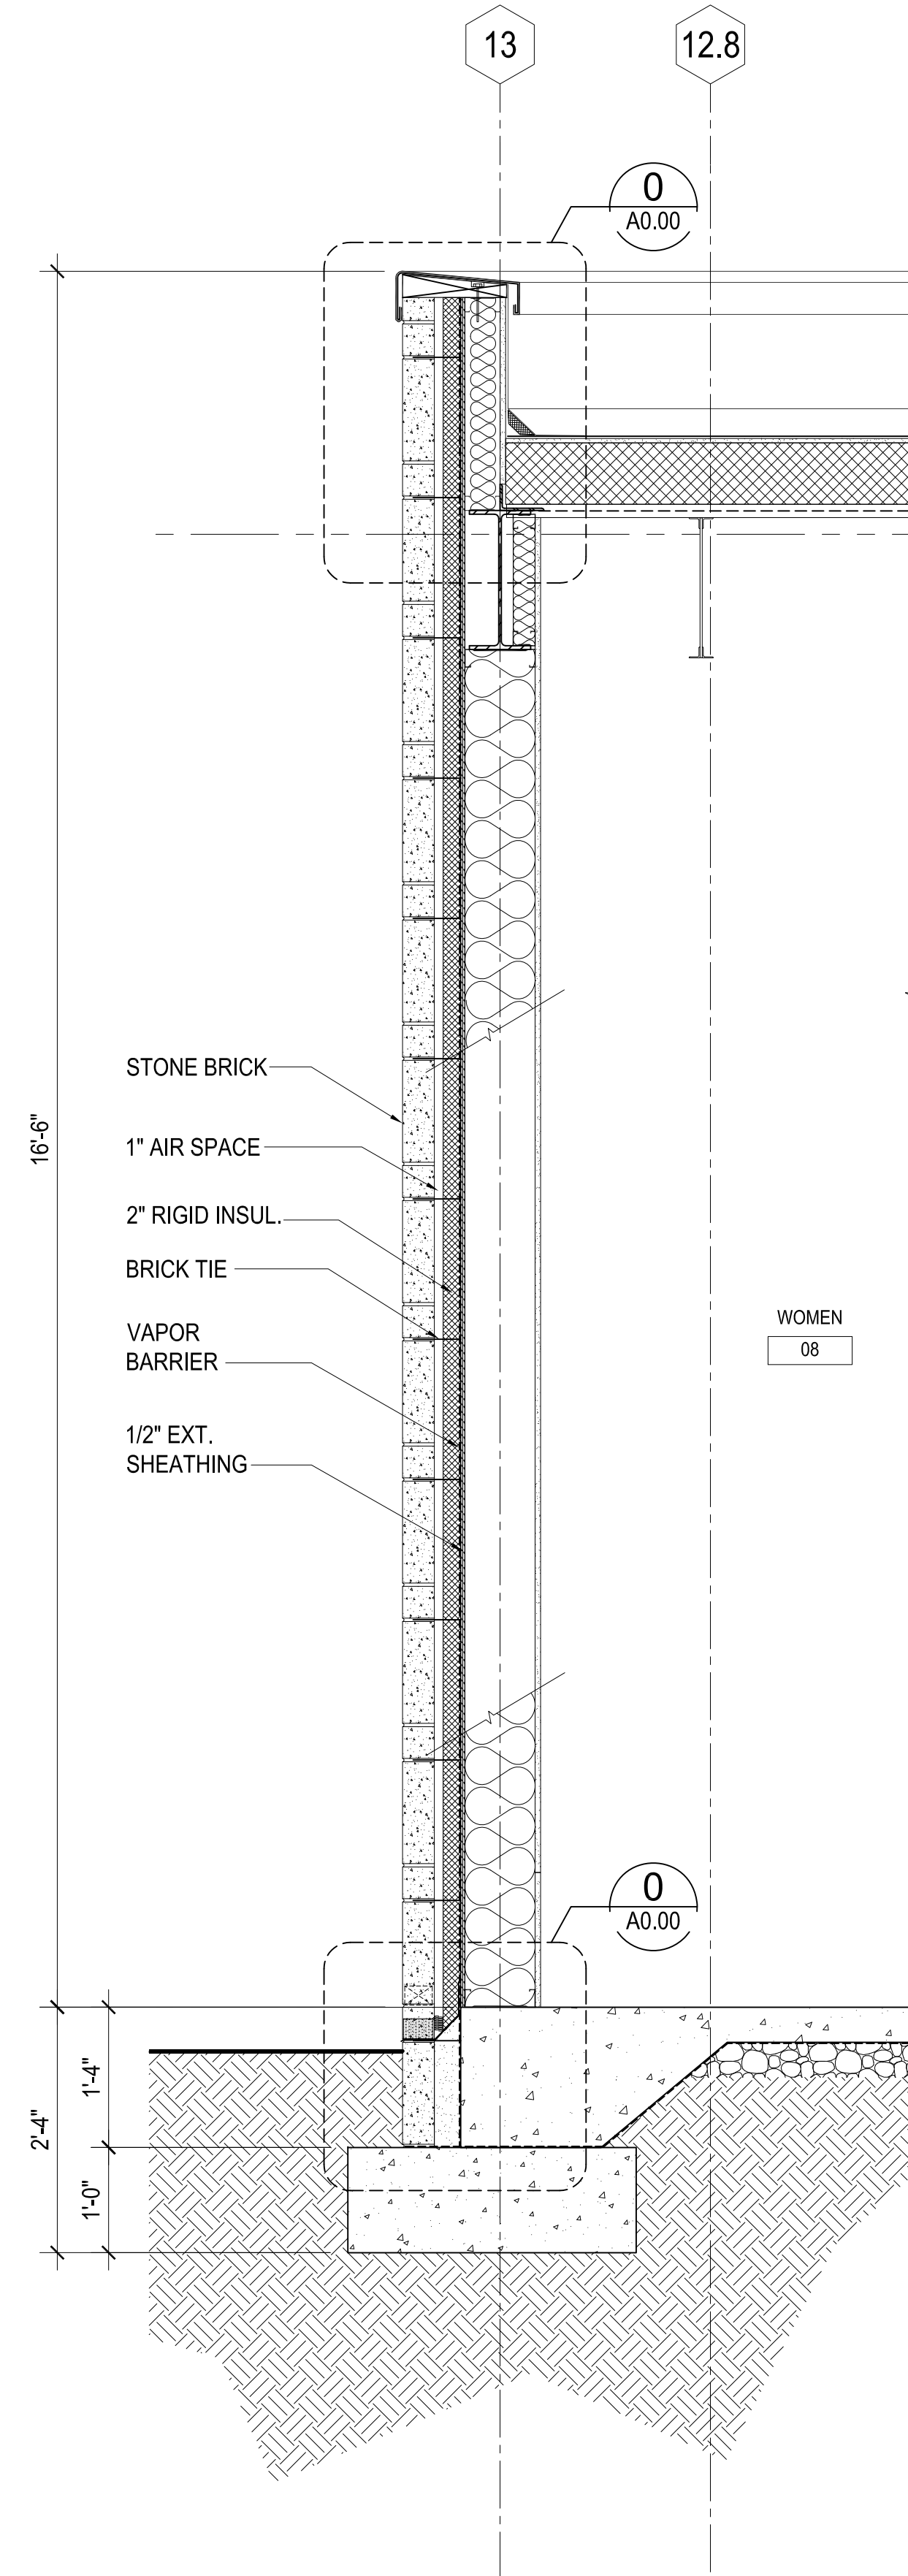 13
12.8
0
A0.00
16'-6"
STONE BRICK
1" AIR SPACE
2" RIGID INSUL.
BRICK TIE
VAPOR
BARRIER
1/2" EXT.
SHEATHING
WOMEN
08
0
A0.00
1'-4"
2'-4"
1'-0"